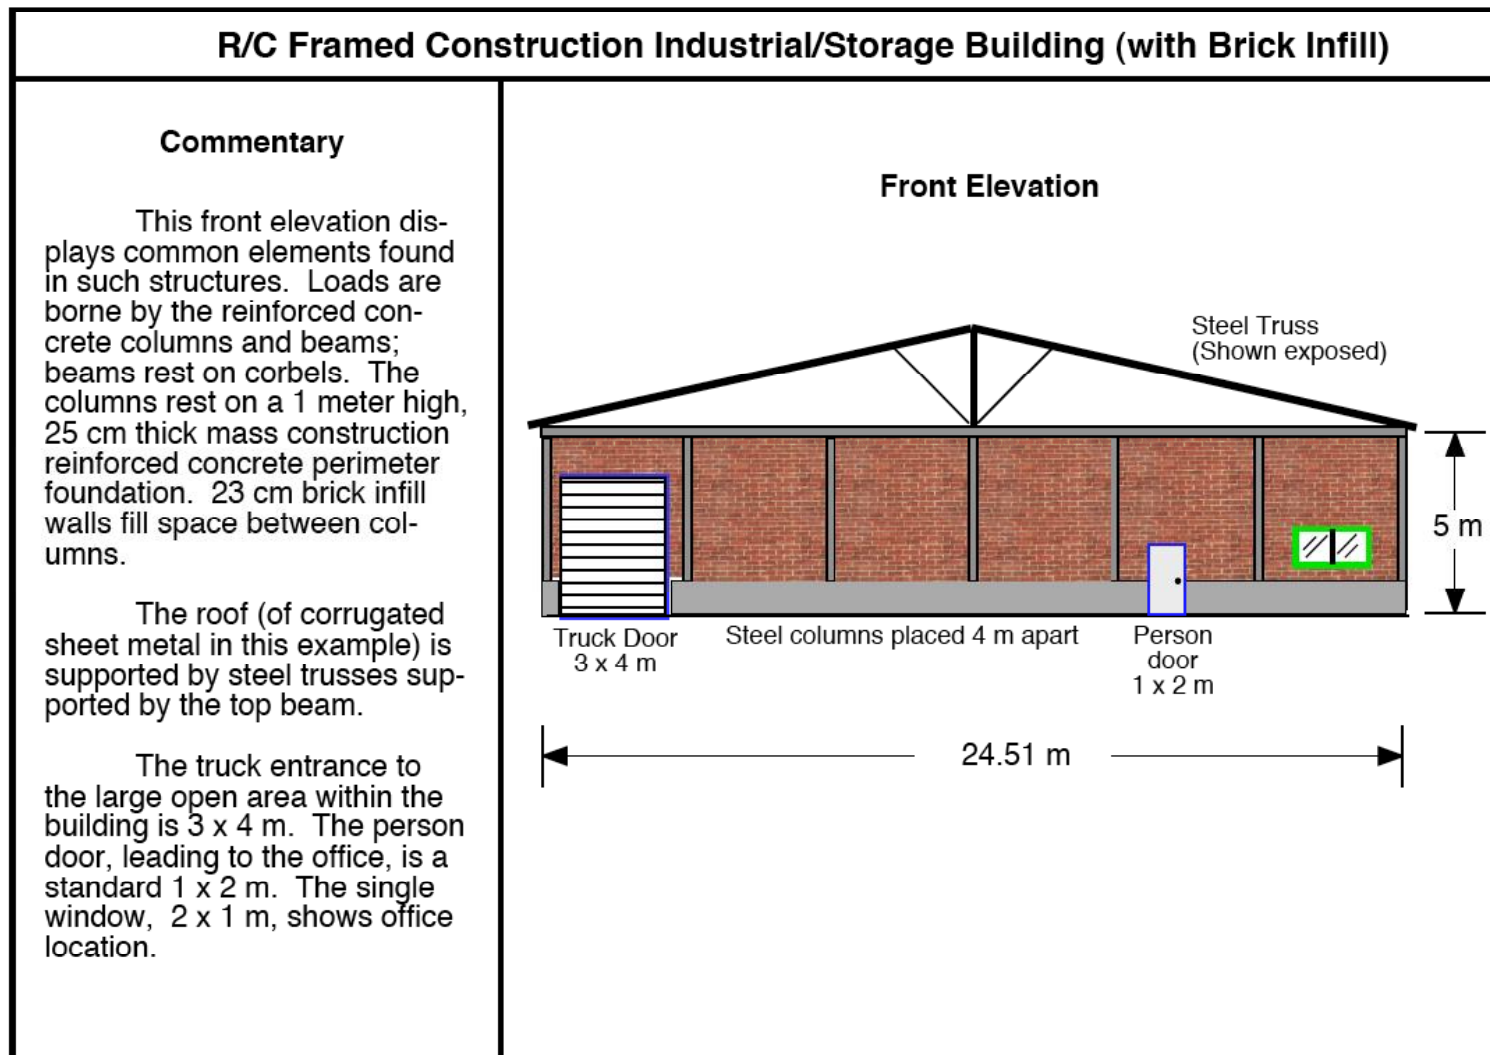 R/C Framed Construction Industrial/Storage Building (with Brick Infill)
Commentary
This front elevation dis-
plays common elements found
in such structures.  Loads are
borne by the reinforced con-
crete columns and beams;
beams rest on corbels.  The
columns rest on a 1 meter high,
25 cm thick mass construction
reinforced concrete perimeter
foundation.  23 cm brick infill
walls fill space between col-
umns.
The roof (of corrugated
sheet metal in this example) is
supported by steel trusses sup-
ported by the top beam.
The truck entrance to
the large open area within the
building is 3 x 4 m.  The person
door, leading to the office, is a
standard 1 x 2 m.  The single
window,  2 x 1 m, shows office
location.
Front Elevation
Steel Truss
(Shown exposed)
5 m
Truck Door
3 x 4 m
Steel columns placed 4 m apart
Person
door
1 x 2 m
24.51 m